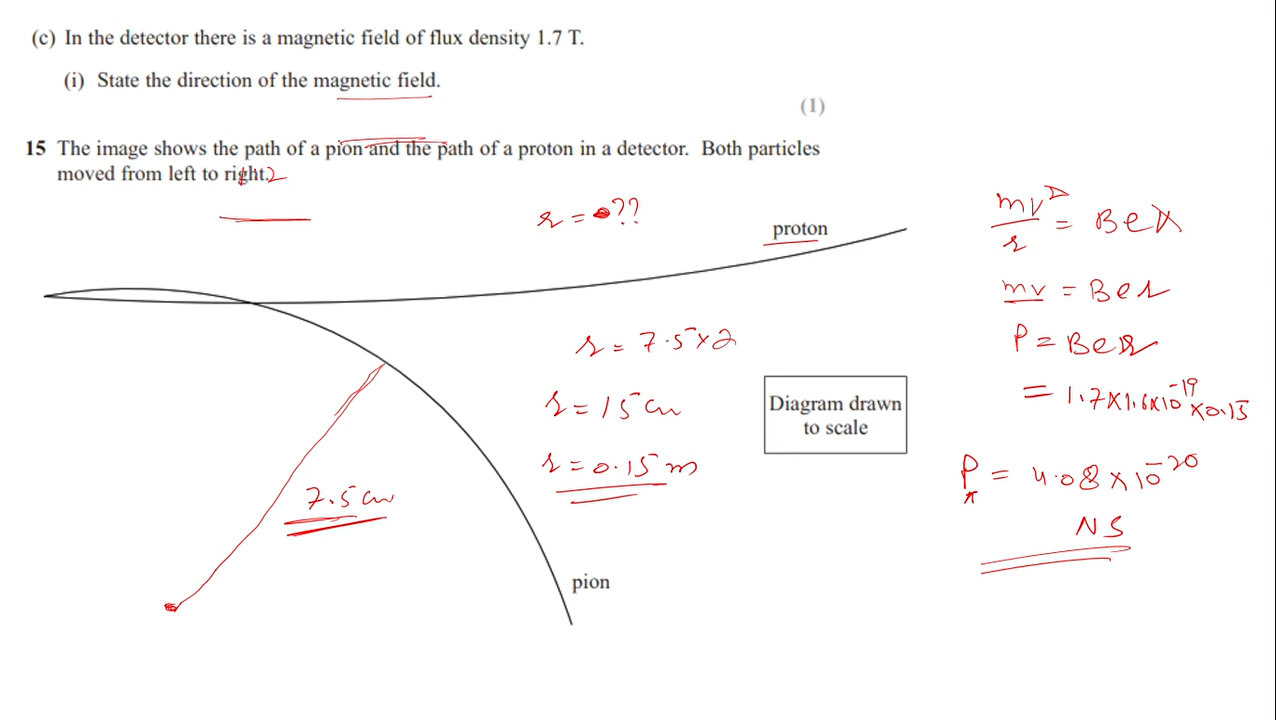 (c) In the detector there is a magnetic field of flux density 1.7 T.
(i) State the direction of the magnetic field.
(1)
15 The image shows the path of a pion and the path of a proton in a detector. Both particles
moved from left to right.
r = ??
proton
mv²/r = Bev
mv = Ber
r = 7.5×2
P = Ber
r = 15 cm
Diagram drawn
to scale
= 1.7×1.6×10⁻¹⁹×0.15
r = 0.15 m
P = 4.08×10⁻²⁰
7.5 cm
NS
pion